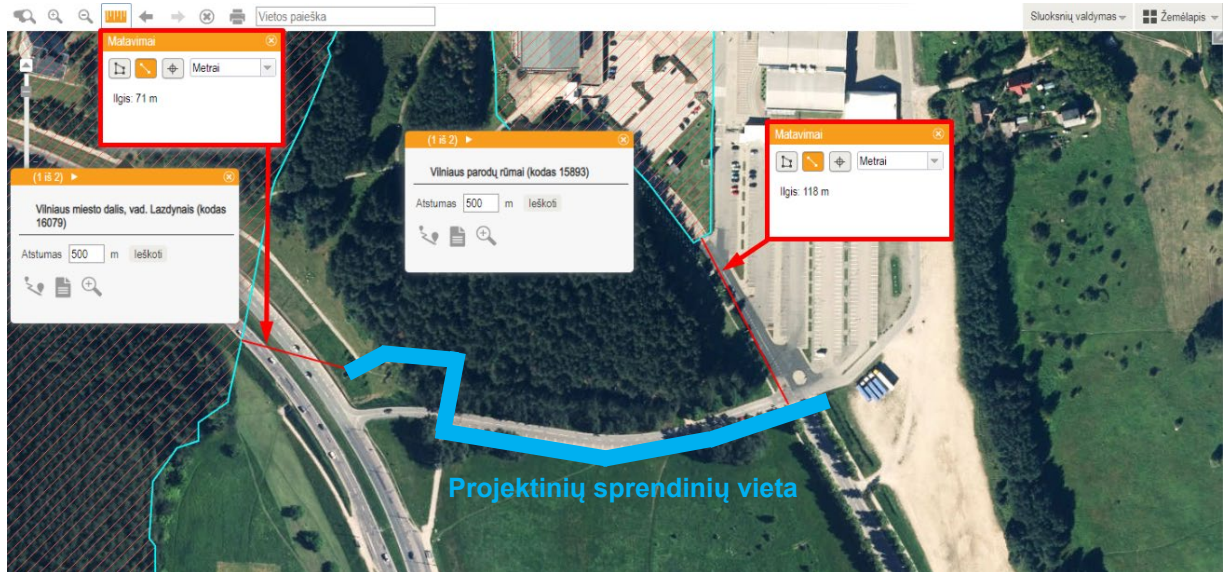 Vietos paieška
Sluoksnių valdymas
Žemėlapis
Matavimai
Metrai
Ilgis: 71 m
(1 iš 2)
Vilniaus miesto dalis, vad. Lazdynais (kodas
16079)
Atstumas 500 m Ieškoti
(1 iš 2)
Vilniaus parodų rūmai (kodas 15893)
Atstumas 500 m Ieškoti
Matavimai
Metrai
Ilgis: 118 m
Projektinių sprendinių vieta